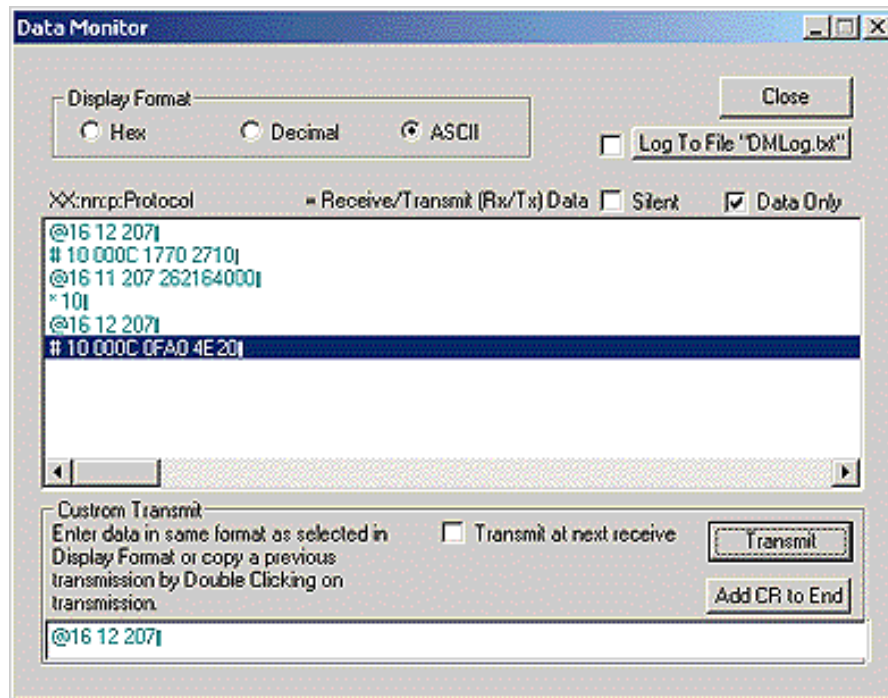 Data Monitor
Display Format
Hex Decimal ASCII
Close
Log To File "DMLog.txt"
XX:nn:p:Protocol = Receive/Transmit (Rx/Tx) Data Silent Data Only
@16 12 207
# 10 000C 1770 2710
@16 11 207 262164000
* 10
@16 12 207
# 10 000C 0FA0 4E20
Custrom Transmit
Enter data in same format as selected in
Display Format or copy a previous
transmission by Double Clicking on
transmission.
Transmit at next receive
Transmit
Add CR to End
@16 12 207